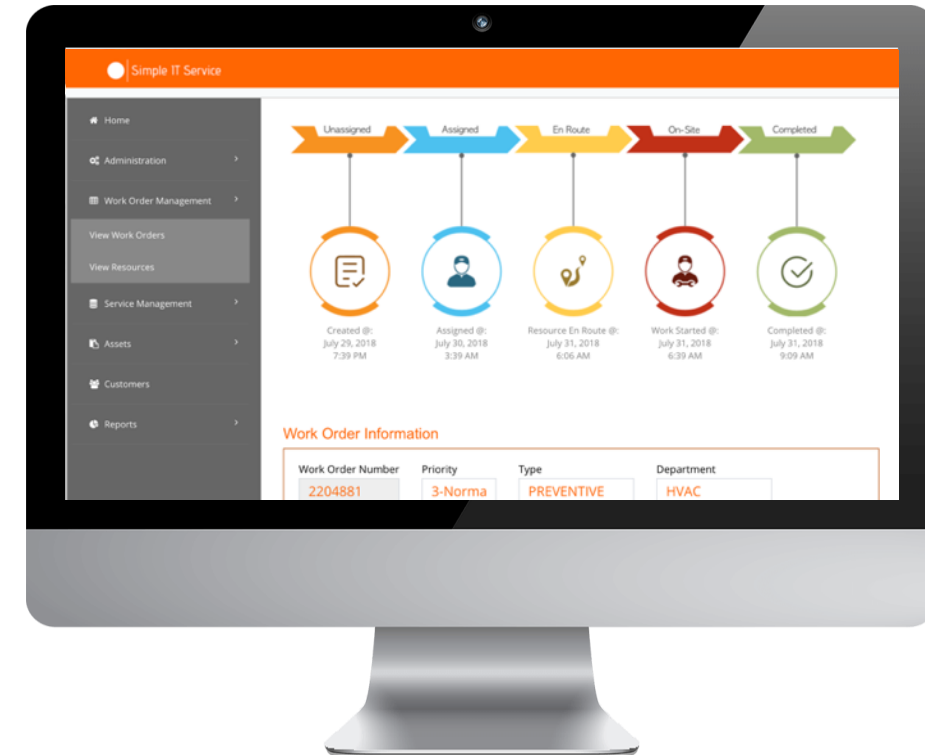 Simple IT Service
Home
Administration
Work Order Management
View Work Orders
View Resources
Service Management
Assets
Customers
Reports
Unassigned
Assigned
En Route
On-Site
Completed
Created @:
July 29, 2018
7:39 PM
Assigned @:
July 30, 2018
3:39 AM
Resource En Route @:
July 31, 2018
6:06 AM
Work Started @:
July 31, 2018
6:39 AM
Completed @:
July 31, 2018
9:09 AM
Work Order Information
Work Order Number
Priority
Type
Department
2204881
3-Norma
PREVENTIVE
HVAC